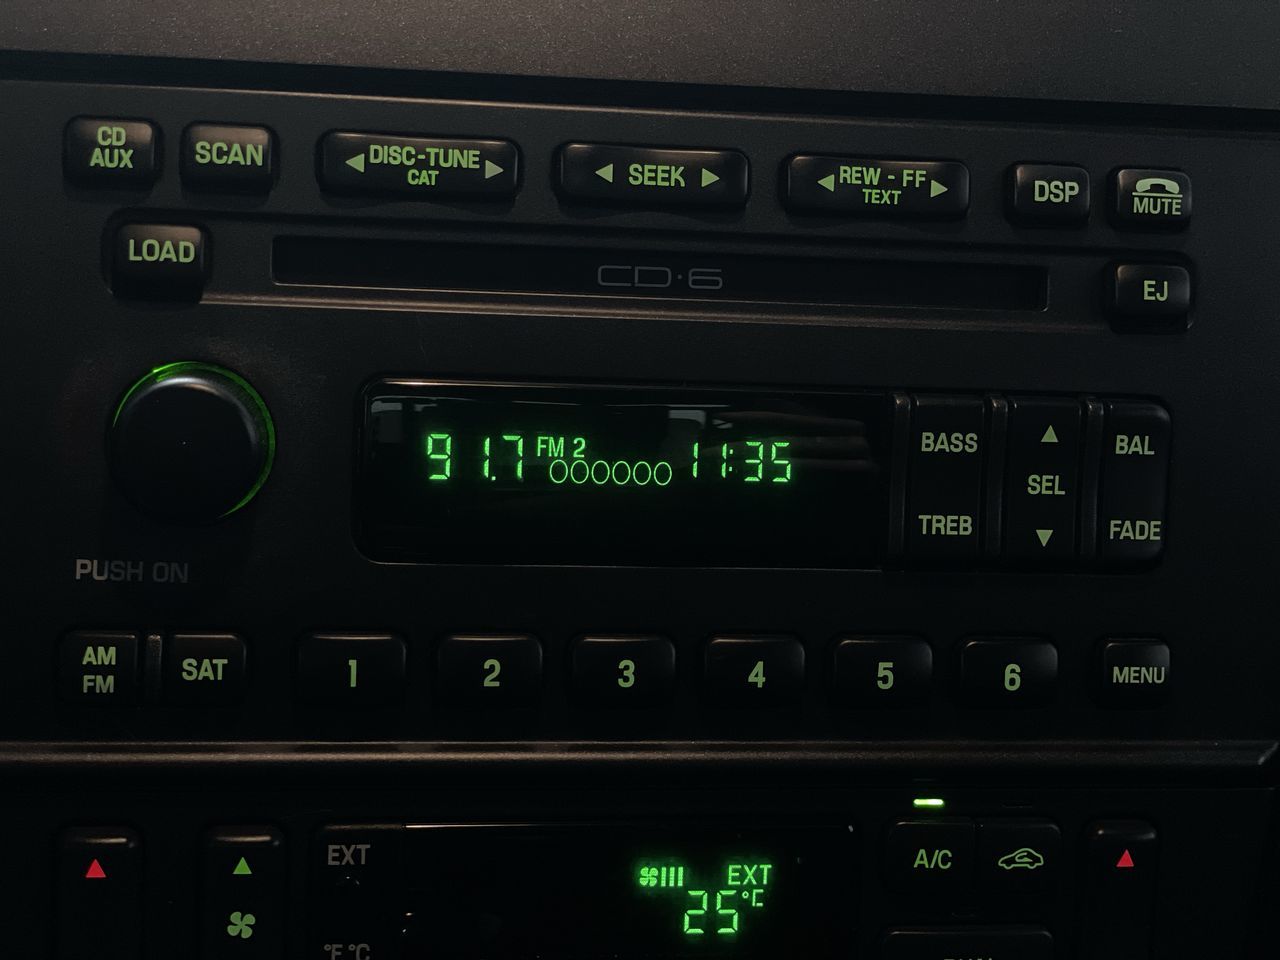 CD
AUX
SCAN
DISC-TUNE
CAT
SEEK
REW - FF
TEXT
DSP
MUTE
LOAD
CD·6
EJ
91.7 FM 2 11:35
BASS
SEL
BAL
TREB
FADE
PUSH ON
AM
FM
SAT
1
2
3
4
5
6
MENU
EXT
EXT
25°C
A/C
°F °C